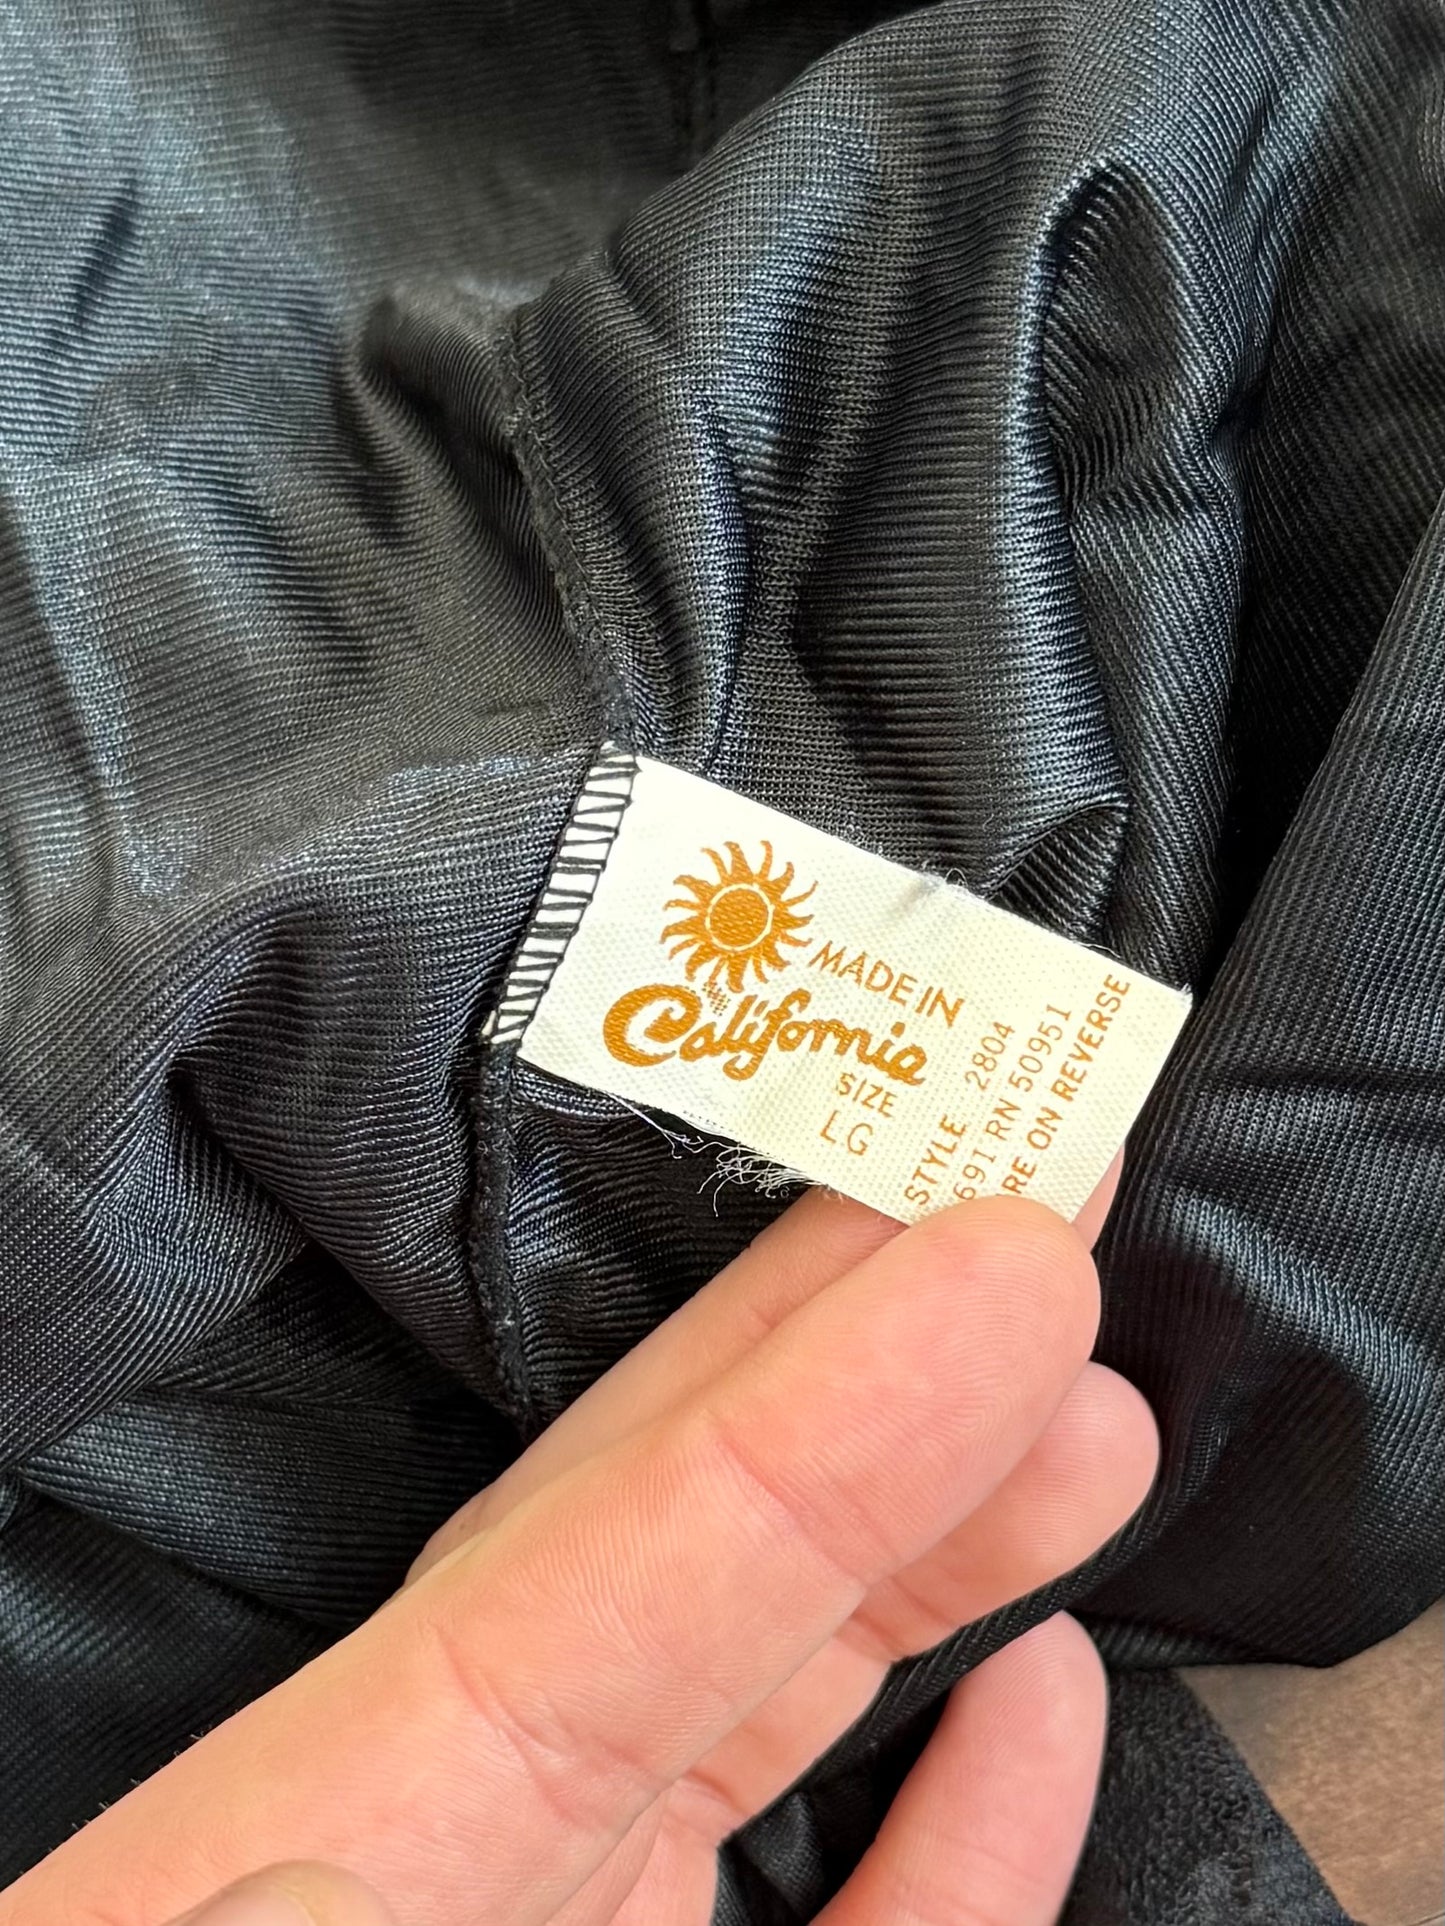 MADE IN
California
SIZE
LG
STYLE 2804
691 RN 50951
RE ON REVERSE